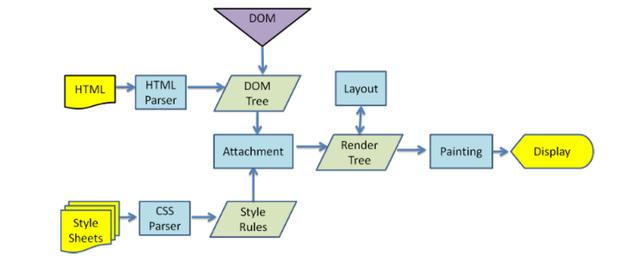 DOM
HTML
HTML
Parser
DOM
Tree
Layout
Attachment
Render
Tree
Painting
Display
Style
Sheets
CSS
Parser
Style
Rules